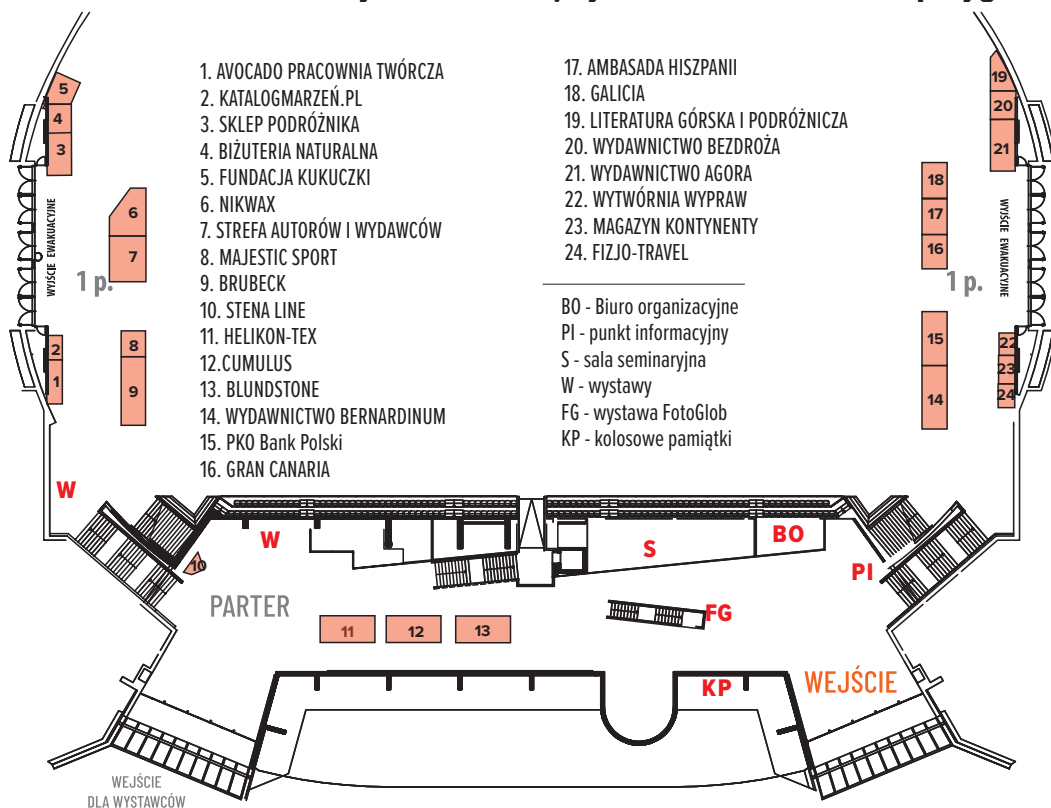 1. AVOCADO PRACOWNIA TWÓRCZA
2. KATALOGMARZEŃ.PL
3. SKLEP PODRÓŻNIKA
4. BIŻUTERIA NATURALNA
5. FUNDACJA KUKUCZKI
6. NIKWAX
7. STREFA AUTORÓW I WYDAWCÓW
8. MAJESTIC SPORT
9. BRUBECK
10. STENA LINE
11. HELIKON-TEX
12.CUMULUS
13. BLUNDSTONE
14. WYDAWNICTWO BERNARDINUM
15. PKO Bank Polski
16. GRAN CANARIA
17. AMBASADA HISZPANII
18. GALICIA
19. LITERATURA GÓRSKA I PODRÓŻNICZA
20. WYDAWNICTWO BEZDROŻA
21. WYDAWNICTWO AGORA
22. WYTWÓRNIA WYPRAW
23. MAGAZYN KONTYNENTY
24. FIZJO-TRAVEL
BO - Biuro organizacyjne
PI - punkt informacyjny
S - sala seminaryjna
W - wystawy
FG - wystawa FotoGlob
KP - kolosowe pamiątki
5
4
3
6
7
WYJŚCIE EWAKUACYJNE
1 p.
2
1
8
9
19
20
21
18
17
16
WYJŚCIE EWAKUACYJNE
1 p.
15
14
22
23
24
W
W
10
S
BO
PI
PARTER
FG
11
12
13
KP
WEJŚCIE
WEJŚCIE
DLA WYSTAWCÓW